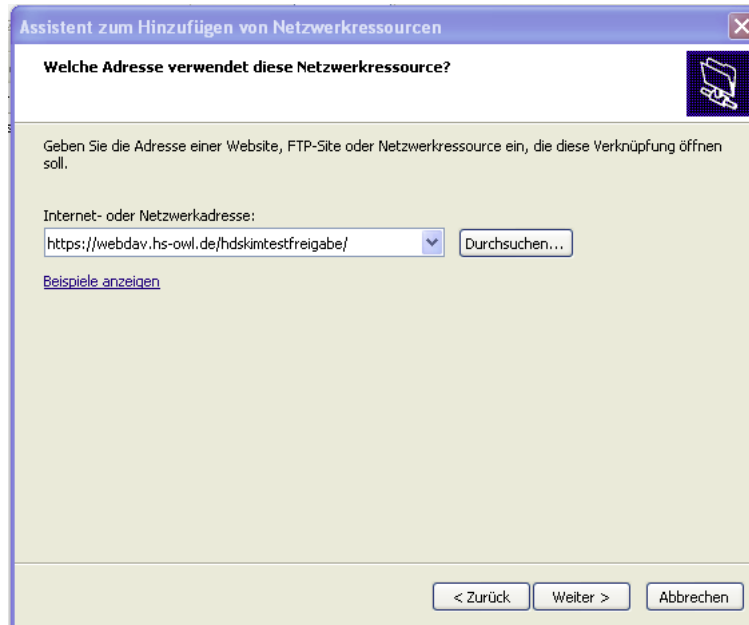 Assistent zum Hinzufügen von Netzwerkressourcen
Welche Adresse verwendet diese Netzwerkressource?
Geben Sie die Adresse einer Website, FTP-Site oder Netzwerkressource ein, die diese Verknüpfung öffnen
soll.
Internet- oder Netzwerkadresse:
https://webdav.hs-owl.de/hdskimtestfreigabe/ Durchsuchen...
Beispiele anzeigen
< Zurück Weiter > Abbrechen